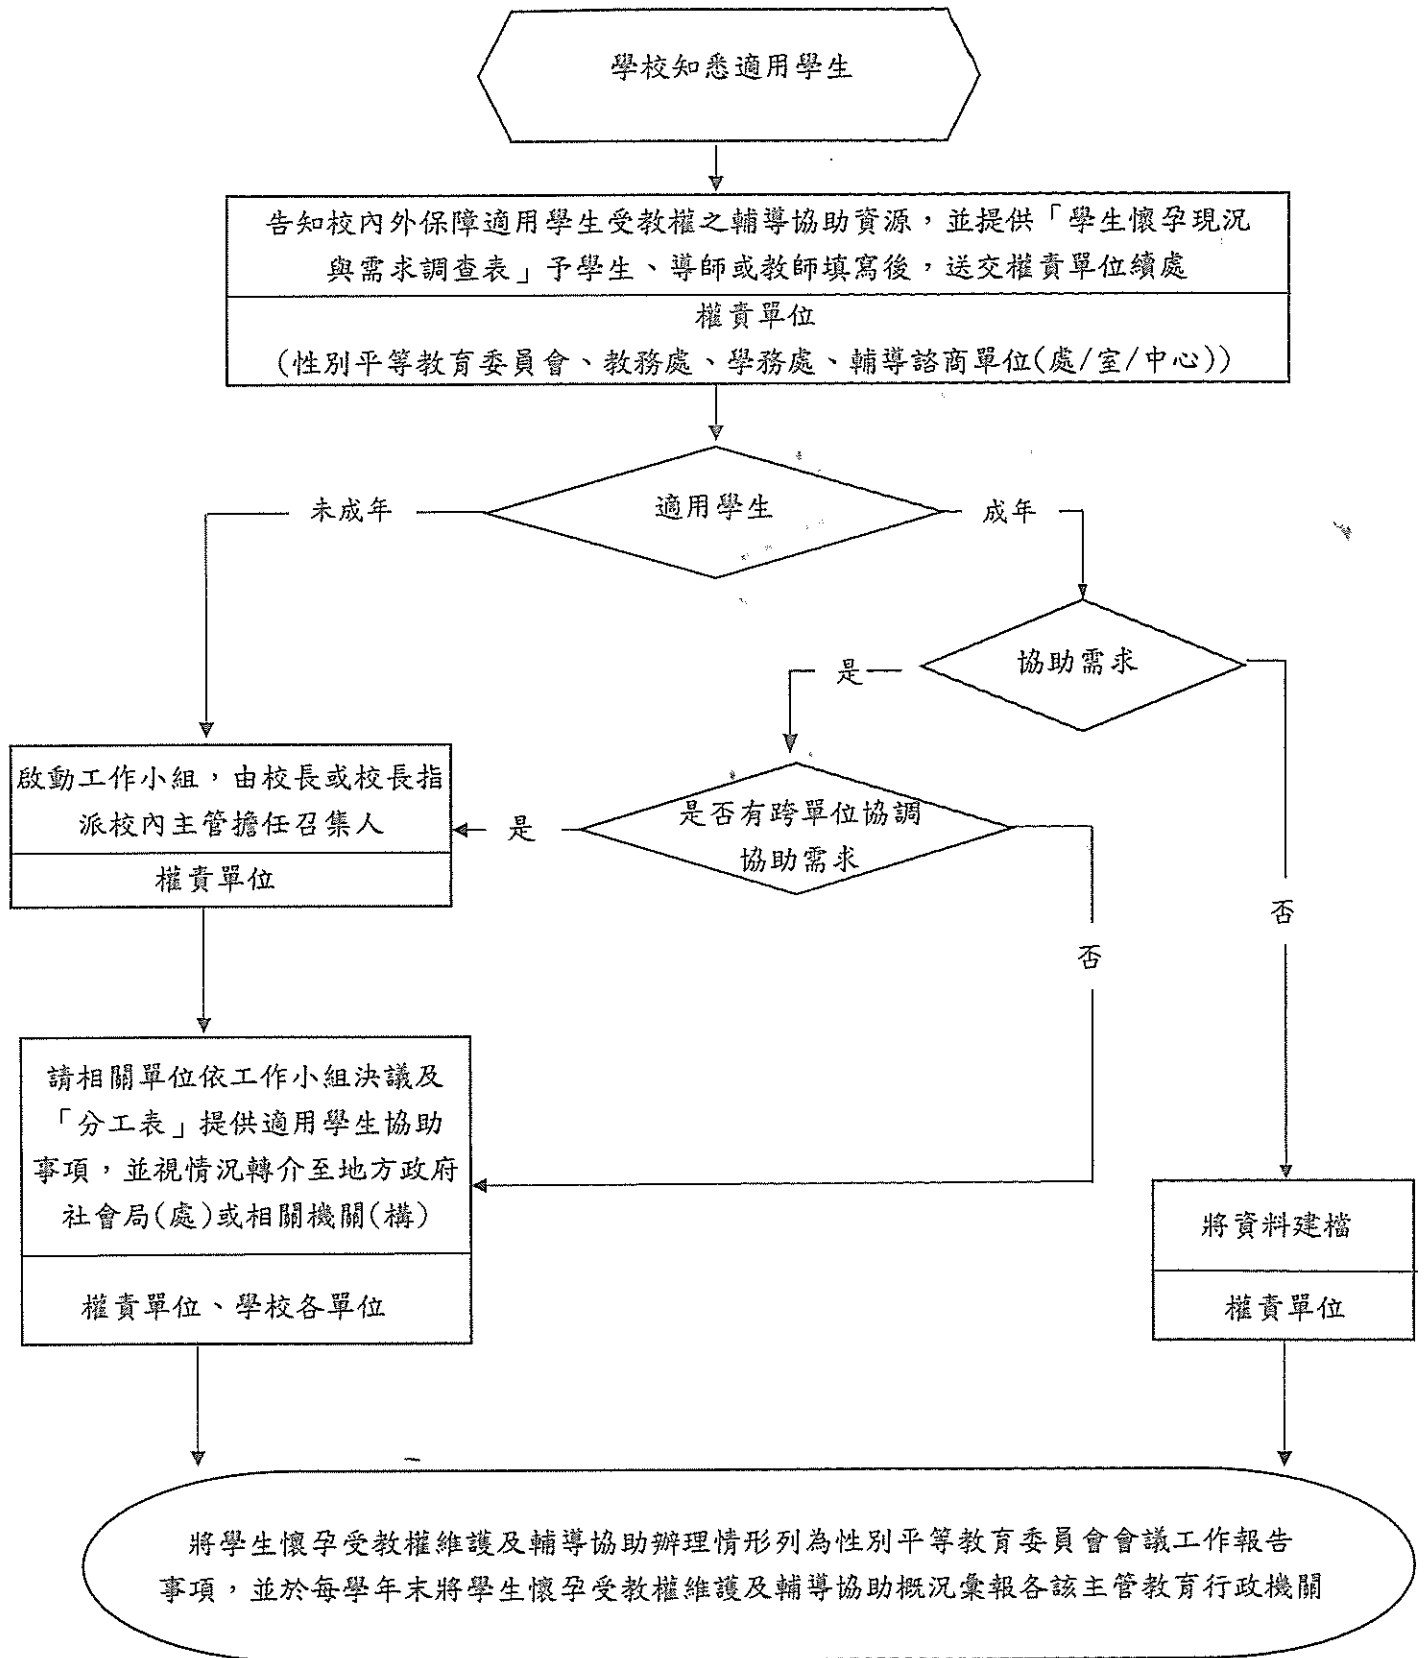 學校知悉適用學生
告知校內外保障適用學生受教權之輔導協助資源，並提供「學生懷孕現況
與需求調查表」予學生、導師或教師填寫後，送交權責單位續處
權責單位
(性別平等教育委員會、教務處、學務處、輔導諮商單位(處/室/中心))
未成年
適用學生
成年
協助需求
是
啟動工作小組，由校長或校長指
派校內主管擔任召集人
權責單位
是
是否有跨單位協調
協助需求
否
否
請相關單位依工作小組決議及
「分工表」提供適用學生協助
事項，並視情況轉介至地方政府
社會局(處)或相關機關(構)
權責單位、學校各單位
將資料建檔
權責單位
將學生懷孕受教權維護及輔導協助辦理情形列為性別平等教育委員會會議工作報告
事項，並於每學年末將學生懷孕受教權維護及輔導協助概況彙報各該主管教育行政機關